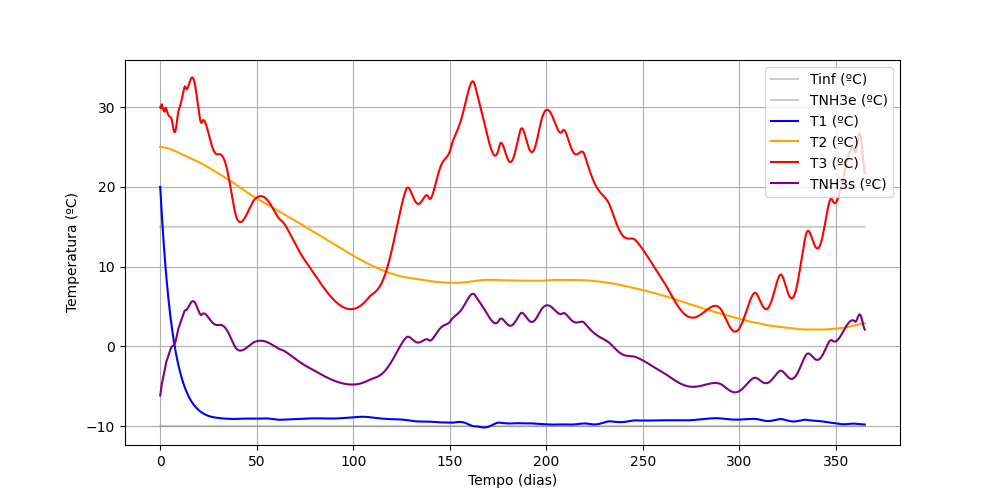 Temperatura (ºC)
30
20
10
0
−10
0
50
100
150
200
250
300
350
Tempo (dias)
Tinf (ºC)
TNH3e (ºC)
T1 (ºC)
T2 (ºC)
T3 (ºC)
TNH3s (ºC)